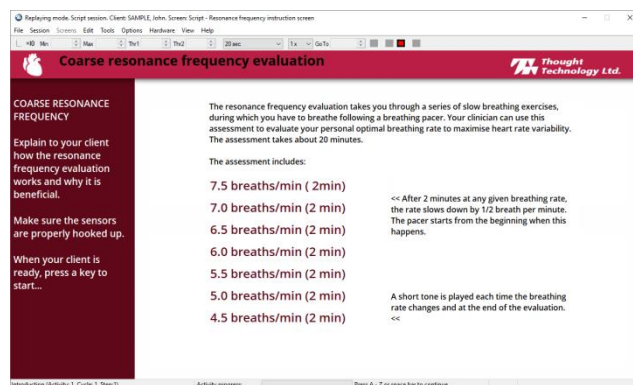 Replaying mode. Script session. Client: SAMPLE, John. Screen: Script - Resonance frequency instruction screen
File Session Screens Edit Tools Options Hardware View Help
×10 Min Max Thr1 Thr2 20 sec 1 x GoTo
Coarse resonance frequency evaluation
Thought
Technology Ltd.
COARSE RESONANCE
FREQUENCY
Explain to your client
how the resonance
frequency evaluation
works and why it is
beneficial.
Make sure the sensors
are properly hooked up.
When your client is
ready, press a key to
start...
The resonance frequency evaluation takes you through a series of slow breathing exercises,
during which you have to breathe following a breathing pacer. Your clinician can use this
assessment to evaluate your personal optimal breathing rate to maximise heart rate variability.
The assessment takes about 20 minutes.
The assessment includes:
7.5 breaths/min ( 2min)
7.0 breaths/min (2 min)
6.5 breaths/min (2 min)
6.0 breaths/min (2 min)
5.5 breaths/min (2 min)
5.0 breaths/min (2 min)
4.5 breaths/min (2 min)
<< After 2 minutes at any given breathing rate,
the rate slows down by 1/2 breath per minute.
The pacer starts from the beginning when this
happens.
A short tone is played each time the breathing
rate changes and at the end of the evaluation.
<<
Introduction (Activity: 1, Cycle: 1, Step:1) Activity progress: Press A - Z or space bar to continue